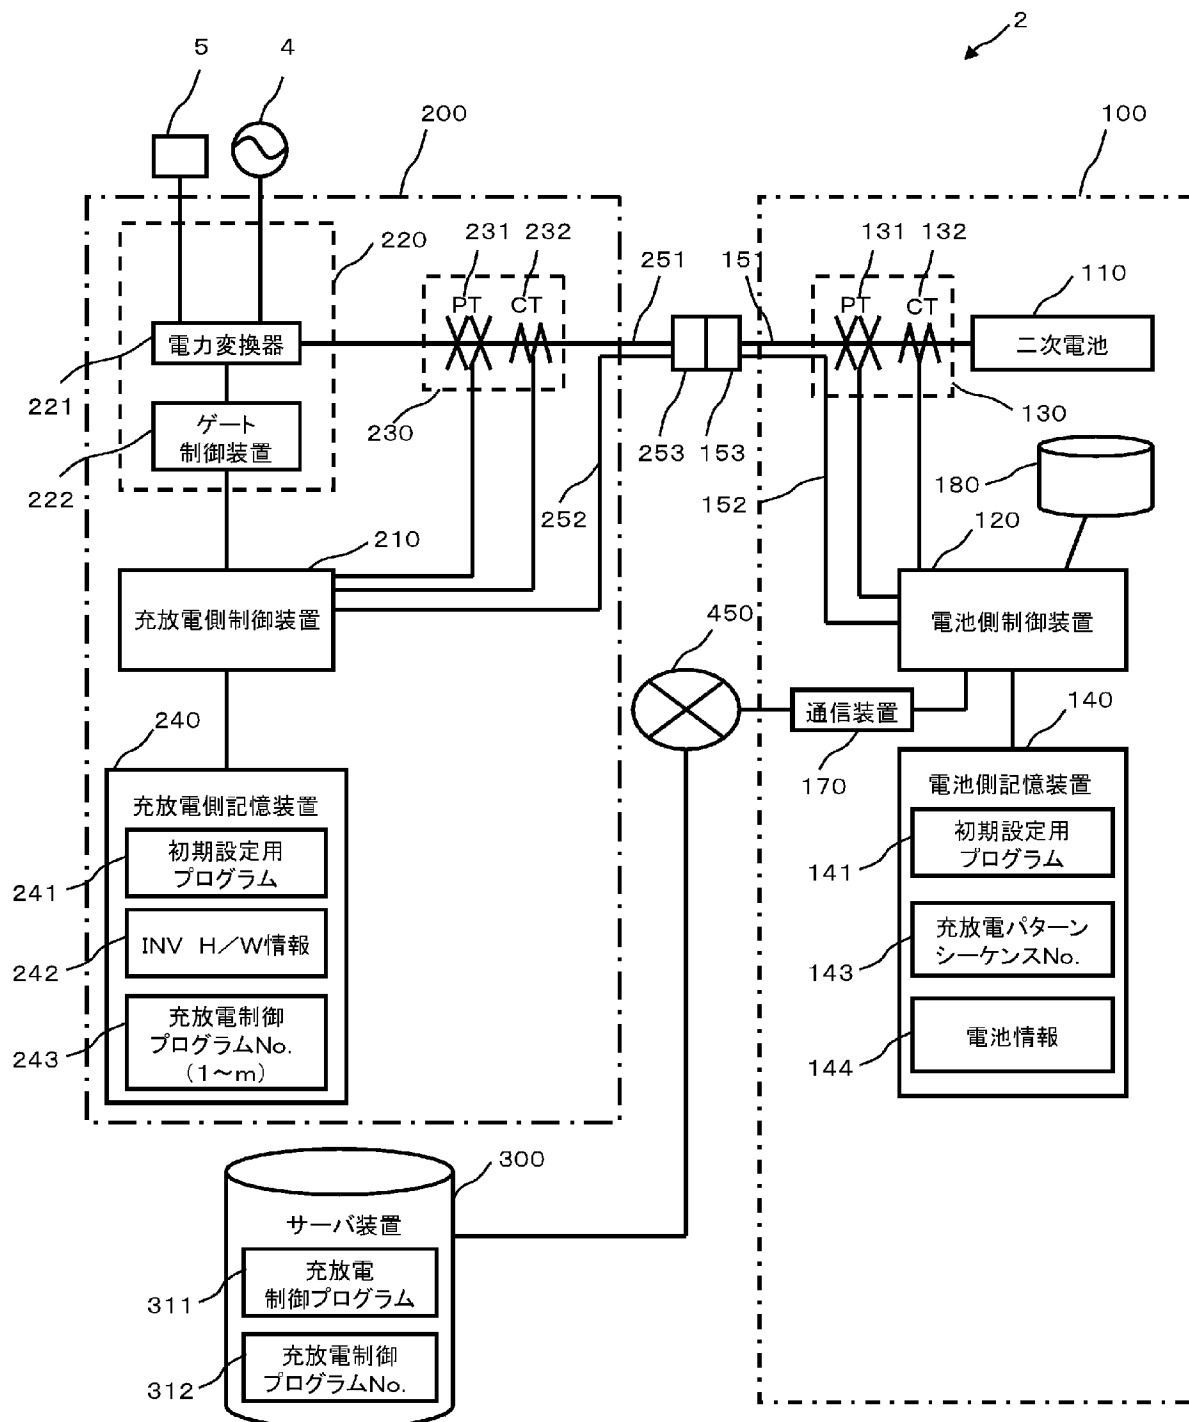 2
5
4
200
100
220
231
232
251
151
131
132
110
PT
CT
PT
CT
電力変換器
二次電池
221
230
253
153
130
ゲート
制御装置
222
252
152
180
210
120
充放電側制御装置
電池側制御装置
450
通信装置
170
240
140
充放電側記憶装置
初期設定用
プログラム
241
INV H/W情報
242
充放電制御
プログラムNo.
(1~m)
243
電池側記憶装置
初期設定用
プログラム
141
充放電パターン
シーケンスNo.
143
電池情報
144
300
サーバ装置
充放電
制御プログラム
311
充放電制御
プログラムNo.
312